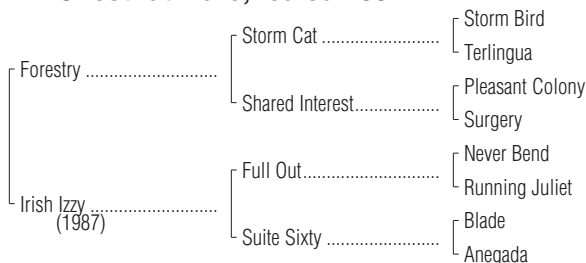 Storm Bird
Storm Cat ..........................
Terlingua
Forestry .............................
Pleasant Colony
Shared Interest...................
Surgery
Never Bend
Full Out...............................
Running Juliet
Irish Izzy ............................
(1987)
Blade
Suite Sixty .........................
Anegada